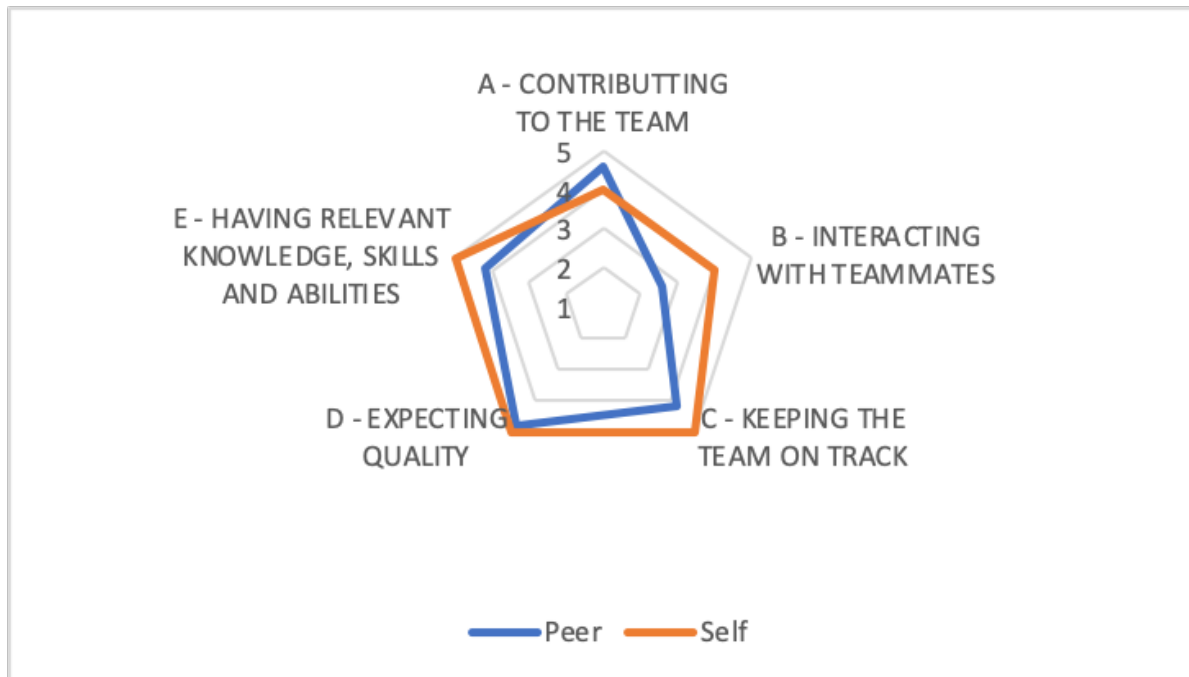 A - CONTRIBUTTING
TO THE TEAM
5
4
3
2
1
B - INTERACTING
WITH TEAMMATES
C - KEEPING THE
TEAM ON TRACK
D - EXPECTING
QUALITY
E - HAVING RELEVANT
KNOWLEDGE, SKILLS
AND ABILITIES
Peer
Self